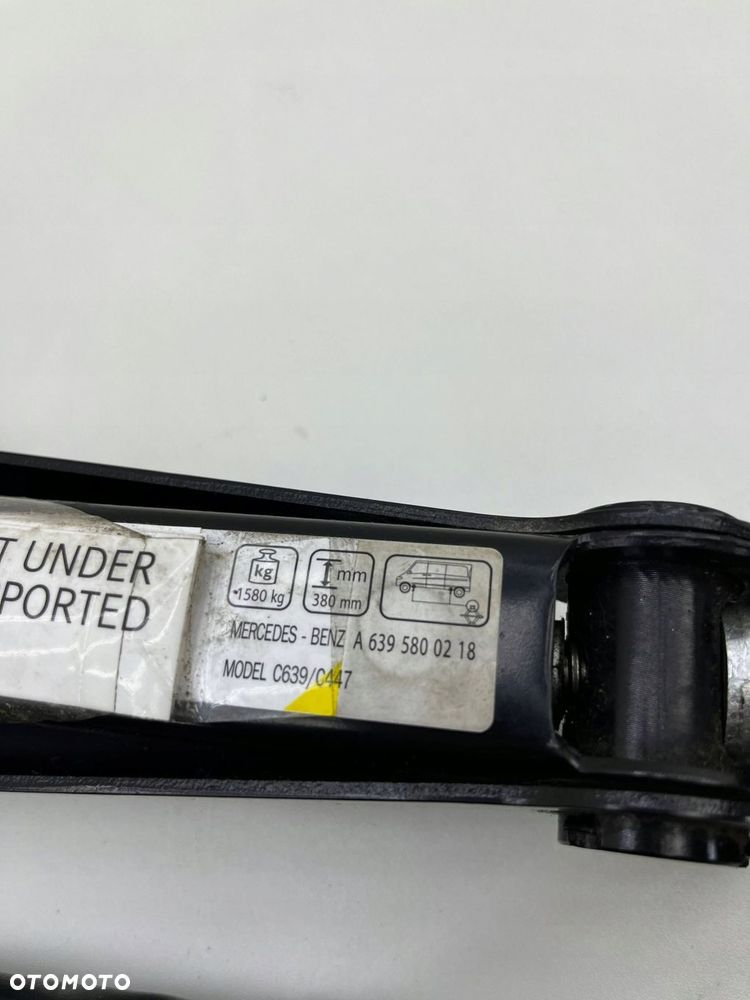 T UNDER
PORTED
kg
1580 kg
mm
380 mm
MERCEDES - BENZ A 639 580 02 18
MODEL C639/C447
OTOMOTO